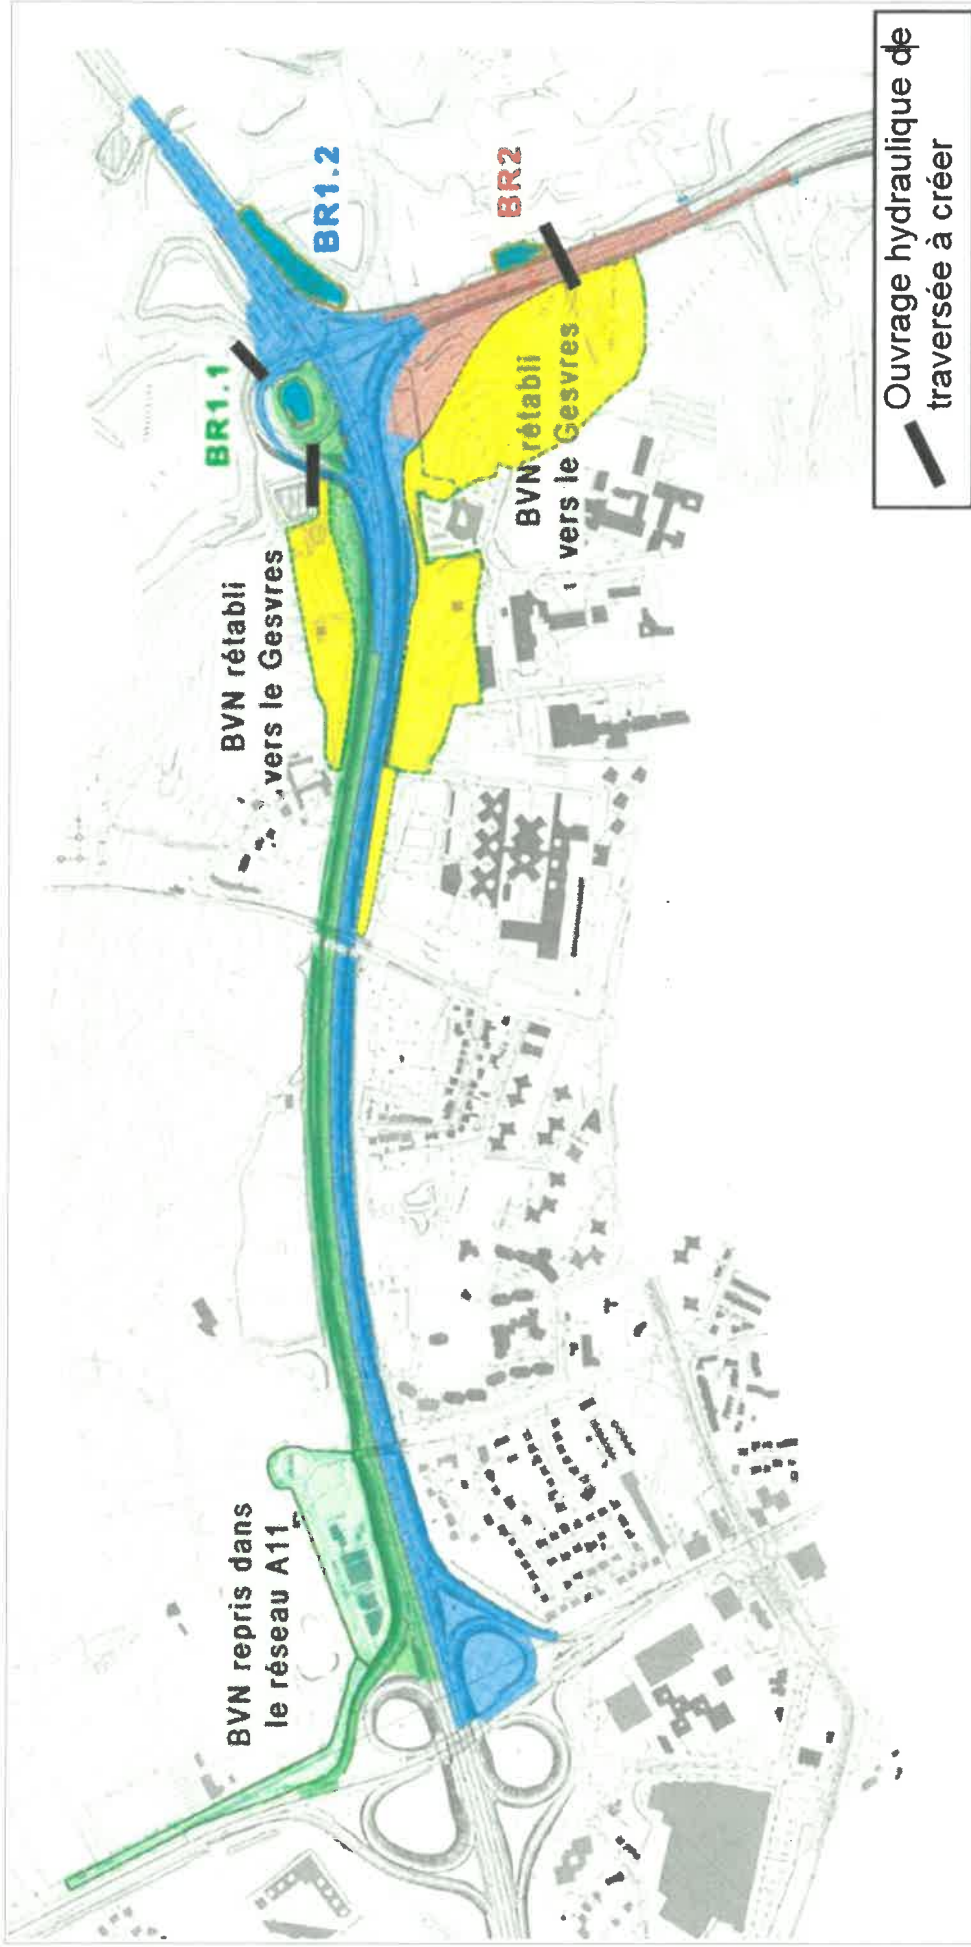 BVN repris dans
le réseau A11
BVN rétabli
vers le Gesvres
BR1.1
BR1.2
BR2
BVN rétabli
vers le Gesvres
Ouvrage hydraulique de
traversée à créer